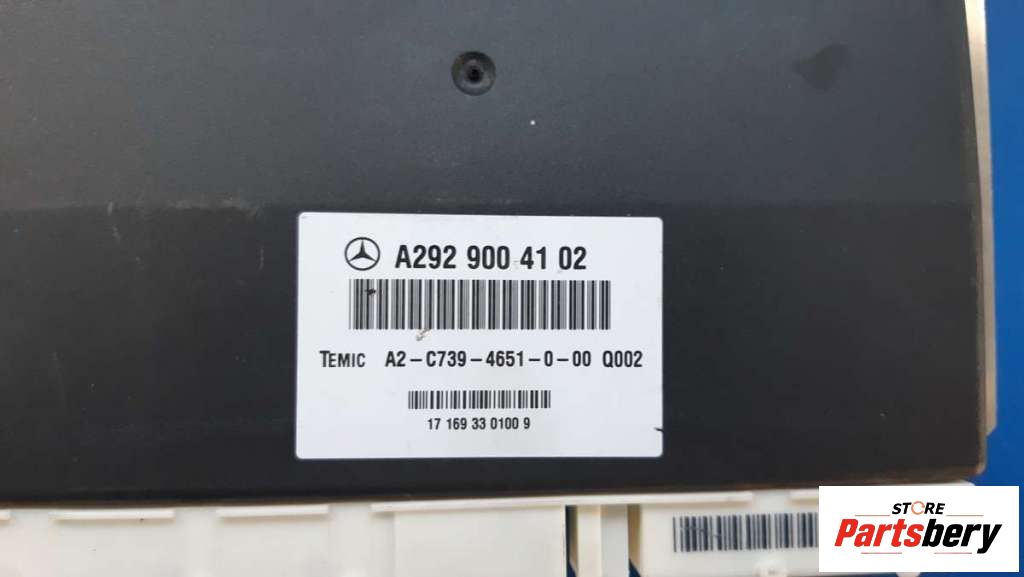 A292 900 41 02
TEMIC A2-C739-4651-0-00 Q002
17 169 33 0100 9
STORE
Partsbery